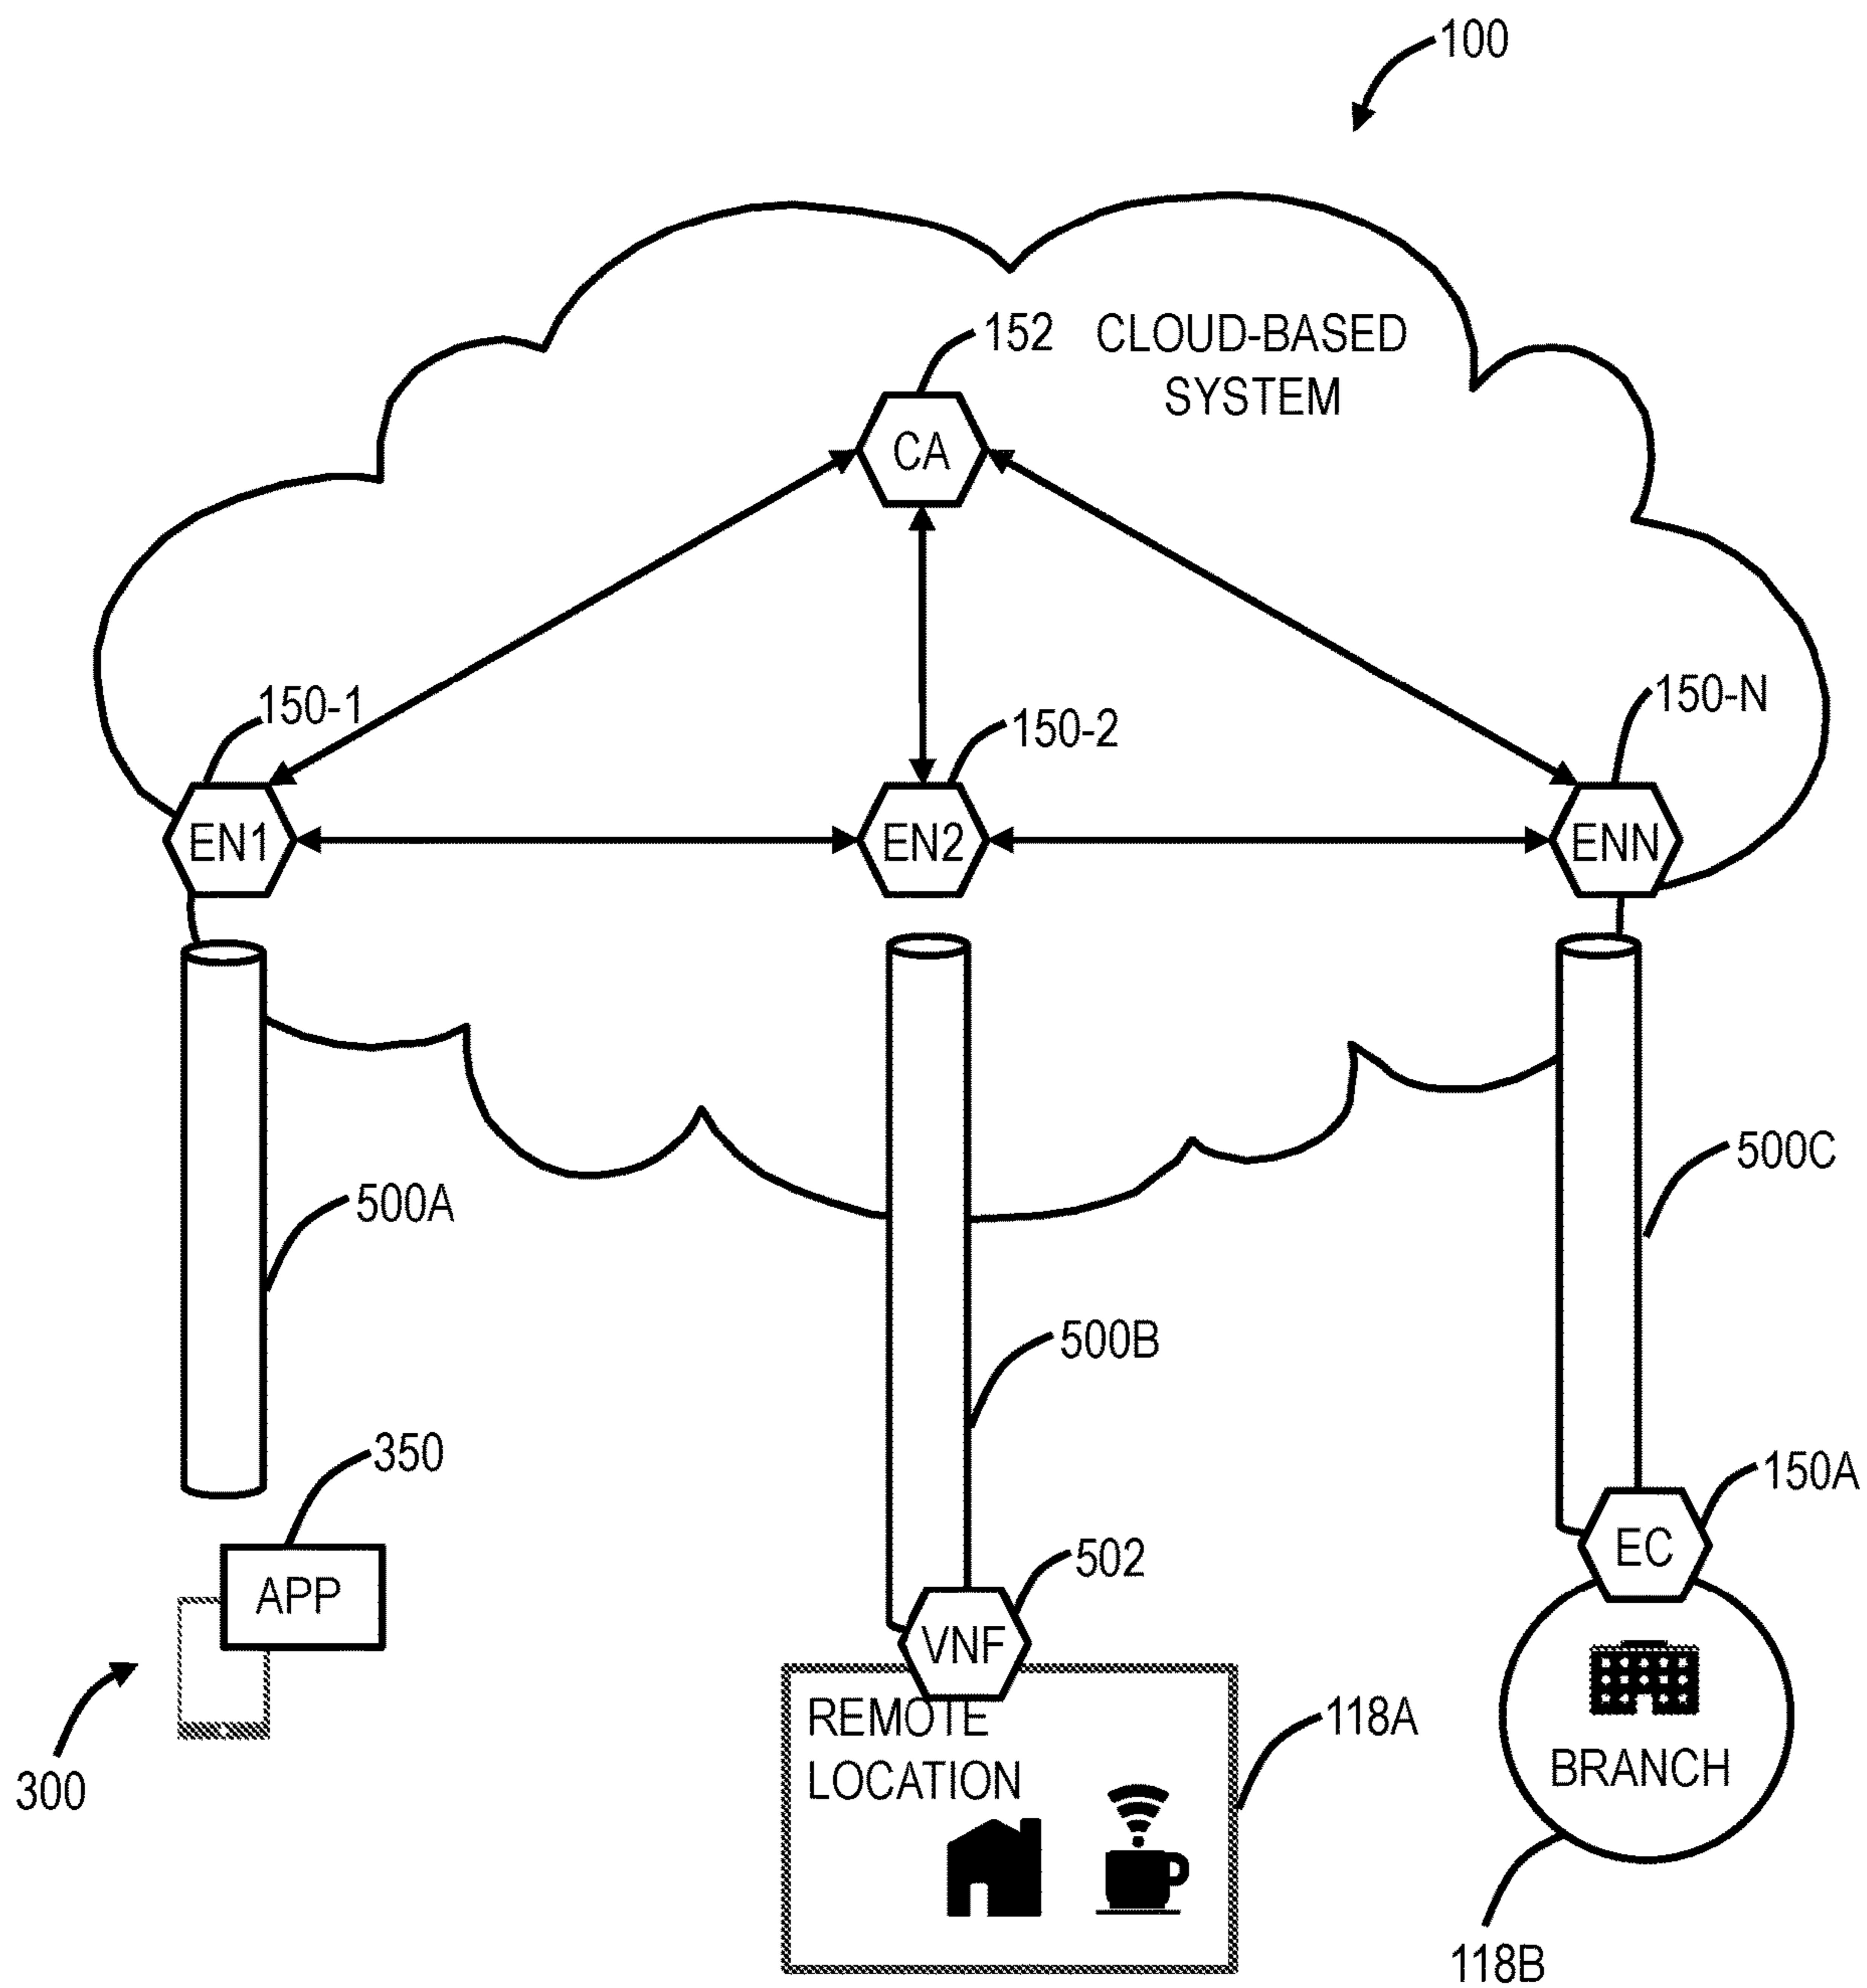 100
152
CLOUD-BASED
SYSTEM
CA
150-1
150-2
150-N
EN1
EN2
ENN
500A
500B
500C
350
APP
300
502
VNF
150A
EC
REMOTE
LOCATION
118A
BRANCH
118B